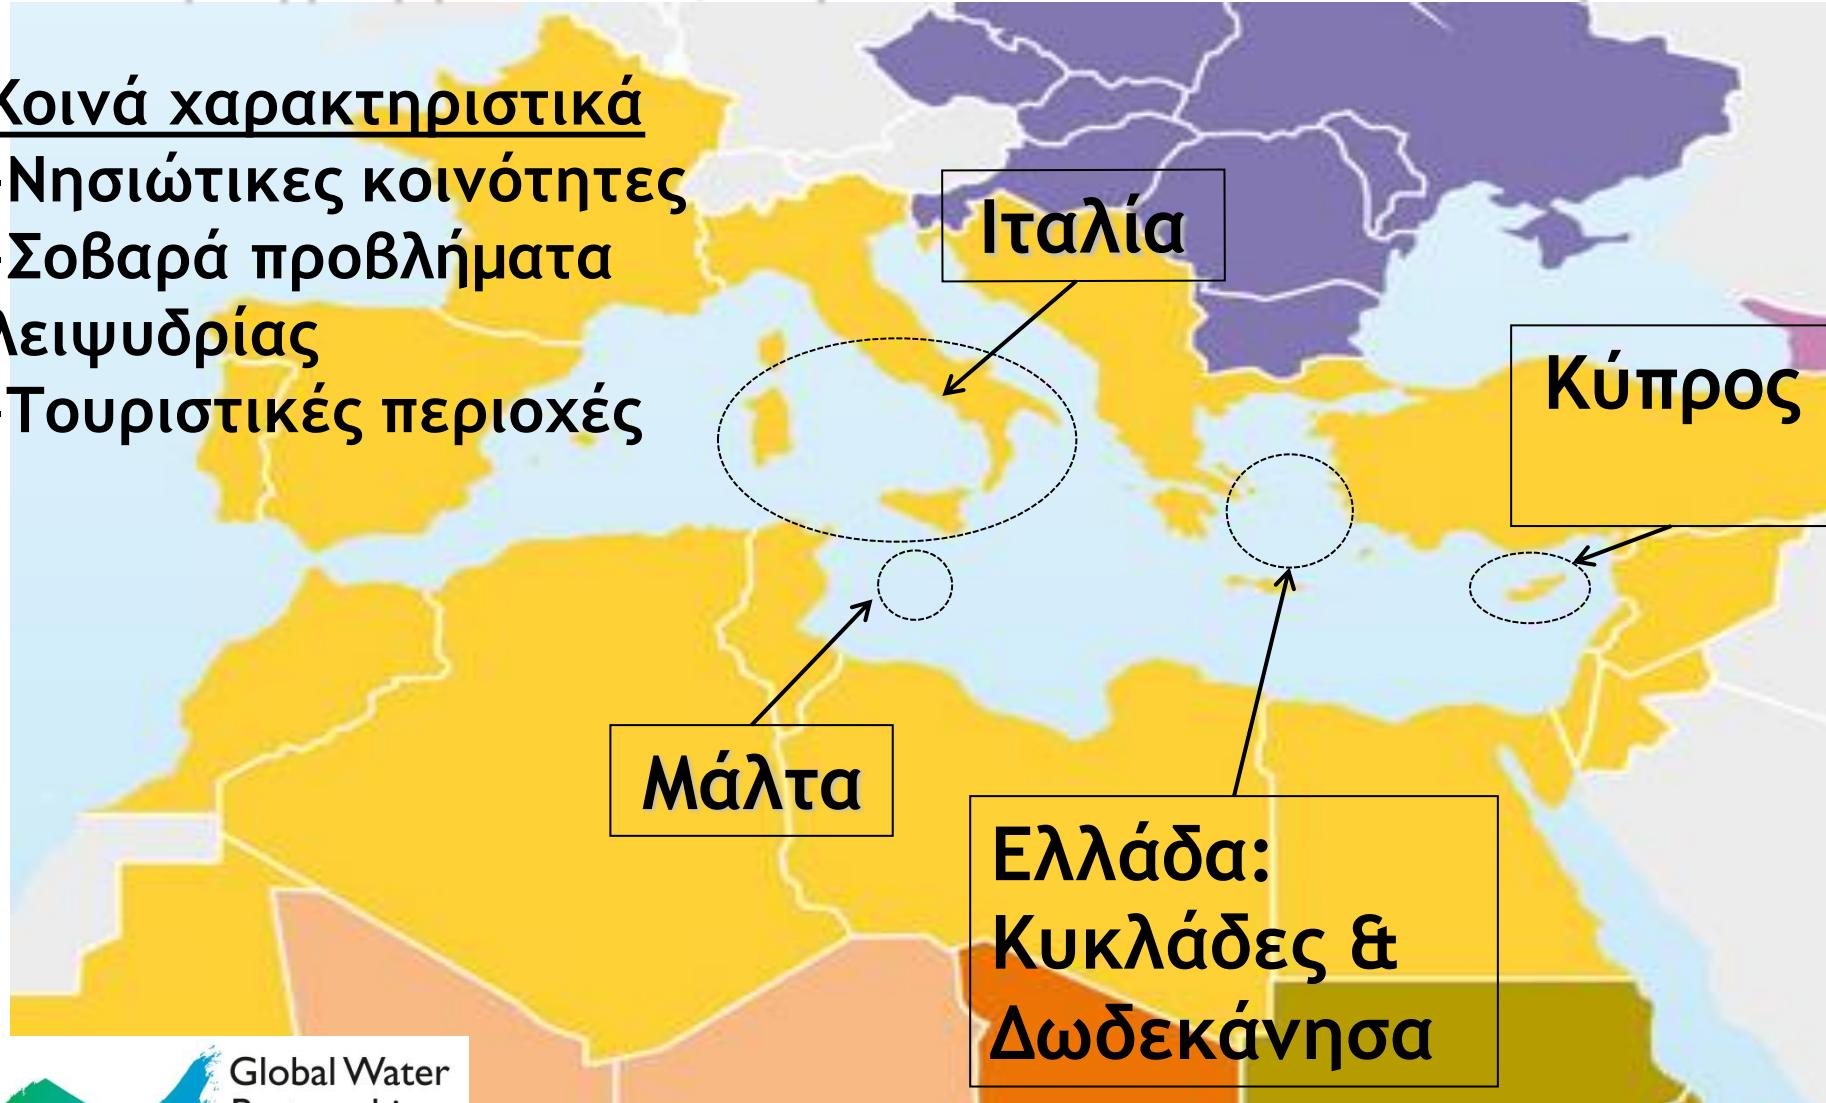 Κοινά χαρακτηριστικά
-Νησιώτικες κοινότητες
-Σοβαρά προβλήματα
λειψυδρίας
-Τουριστικές περιοχές
Ιταλία
Κύπρος
Μάλτα
Ελλάδα:
Κυκλάδες &
Δωδεκάνησα
Global Water